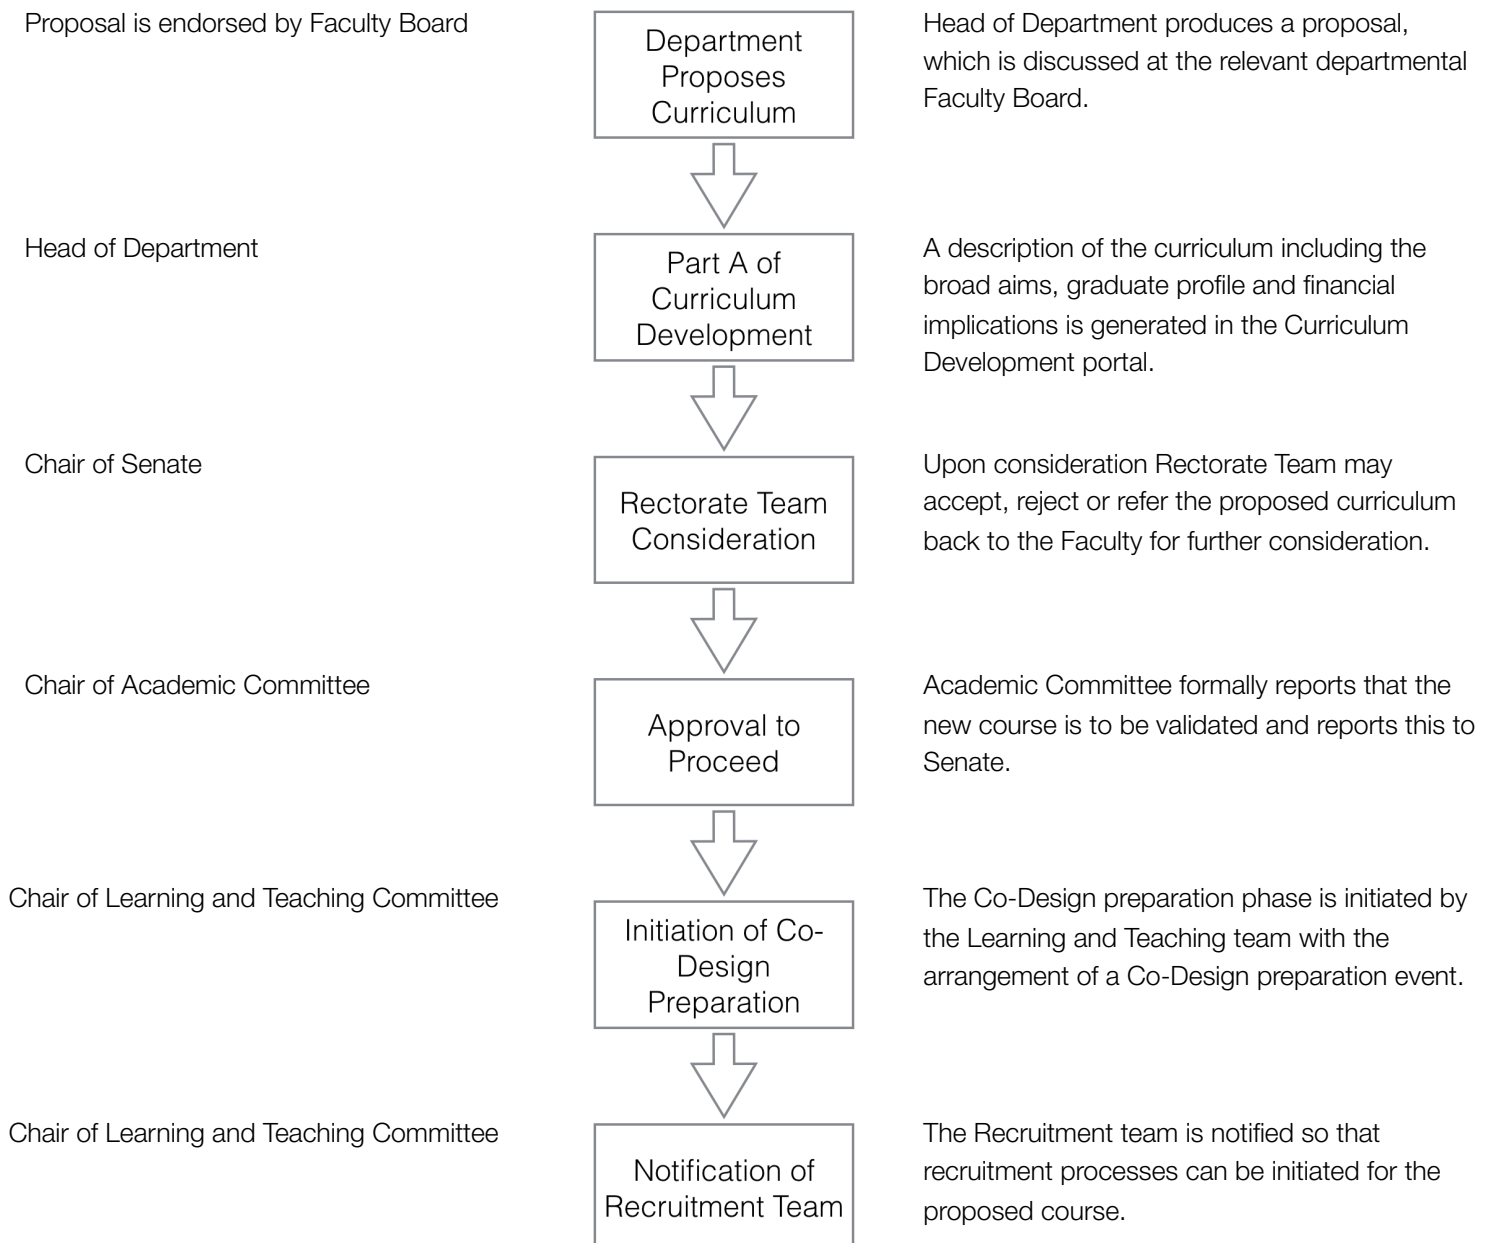 Proposal is endorsed by Faculty Board
Department
Proposes
Curriculum
Head of Department produces a proposal,
which is discussed at the relevant departmental
Faculty Board.
Head of Department
Part A of
Curriculum
Development
A description of the curriculum including the
broad aims, graduate profile and financial
implications is generated in the Curriculum
Development portal.
Chair of Senate
Rectorate Team
Consideration
Upon consideration Rectorate Team may
accept, reject or refer the proposed curriculum
back to the Faculty for further consideration.
Chair of Academic Committee
Approval to
Proceed
Academic Committee formally reports that the
new course is to be validated and reports this to
Senate.
Chair of Learning and Teaching Committee
Initiation of Co-
Design
Preparation
The Co-Design preparation phase is initiated by
the Learning and Teaching team with the
arrangement of a Co-Design preparation event.
Chair of Learning and Teaching Committee
Notification of
Recruitment Team
The Recruitment team is notified so that
recruitment processes can be initiated for the
proposed course.